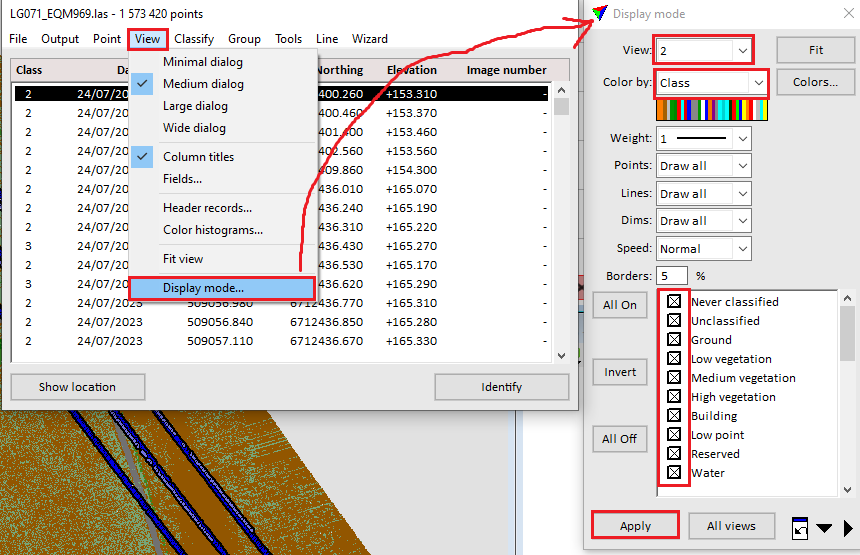 LG071_EQM969.las - 1 573 420 points
File Output Point View Classify Group Tools Line Wizard
Class Da Northing Elevation Image number
2 24/07/20 400.260 +153.310 -
2 24/07/20 400.460 +153.370 -
2 24/07/20 401.400 +153.460 -
2 24/07/20 402.560 +153.560 -
2 24/07/20 409.860 +154.300 -
2 24/07/20 436.010 +165.070 -
2 24/07/20 436.240 +165.190 -
2 24/07/20 436.310 +165.220 -
3 24/07/20 436.430 +165.270 -
2 24/07/20 436.530 +165.170 -
3 24/07/20 436.620 +165.290 -
2 24/07/2023 509056.980 6712436.770 +165.310 -
2 24/07/2023 509056.840 6712436.850 +165.280 -
2 24/07/2023 509057.110 6712436.670 +165.330 -
Minimal dialog
Medium dialog
Large dialog
Wide dialog
Column titles
Fields...
Header records...
Color histograms...
Fit view
Display mode...
Show location
Identify
Display mode
View: 2 Fit
Color by: Class Colors...
Weight: 1
Points: Draw all
Lines: Draw all
Dims: Draw all
Speed: Normal
Borders: 5 %
All On
Invert
All Off
Never classified
Unclassified
Ground
Low vegetation
Medium vegetation
High vegetation
Building
Low point
Reserved
Water
Apply
All views